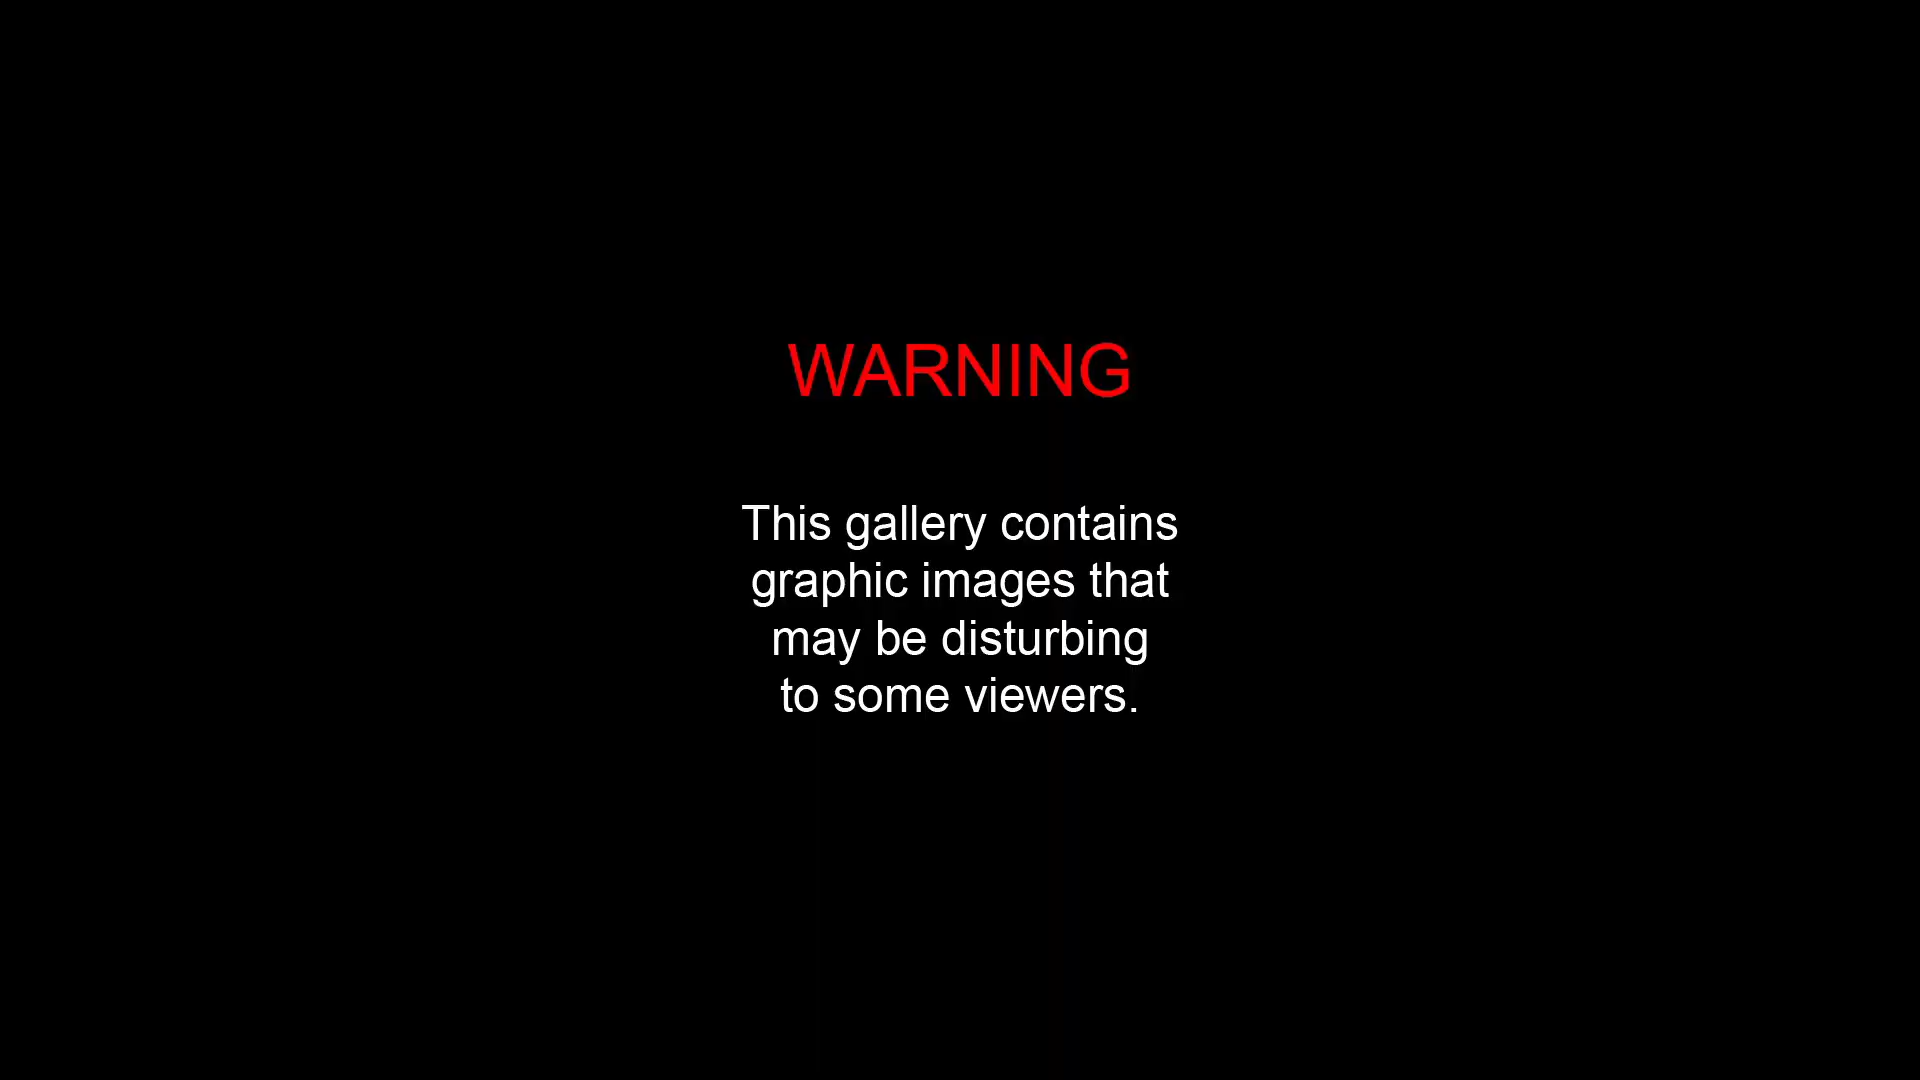 WARNING
This gallery contains
graphic images that
may be disturbing
to some viewers.